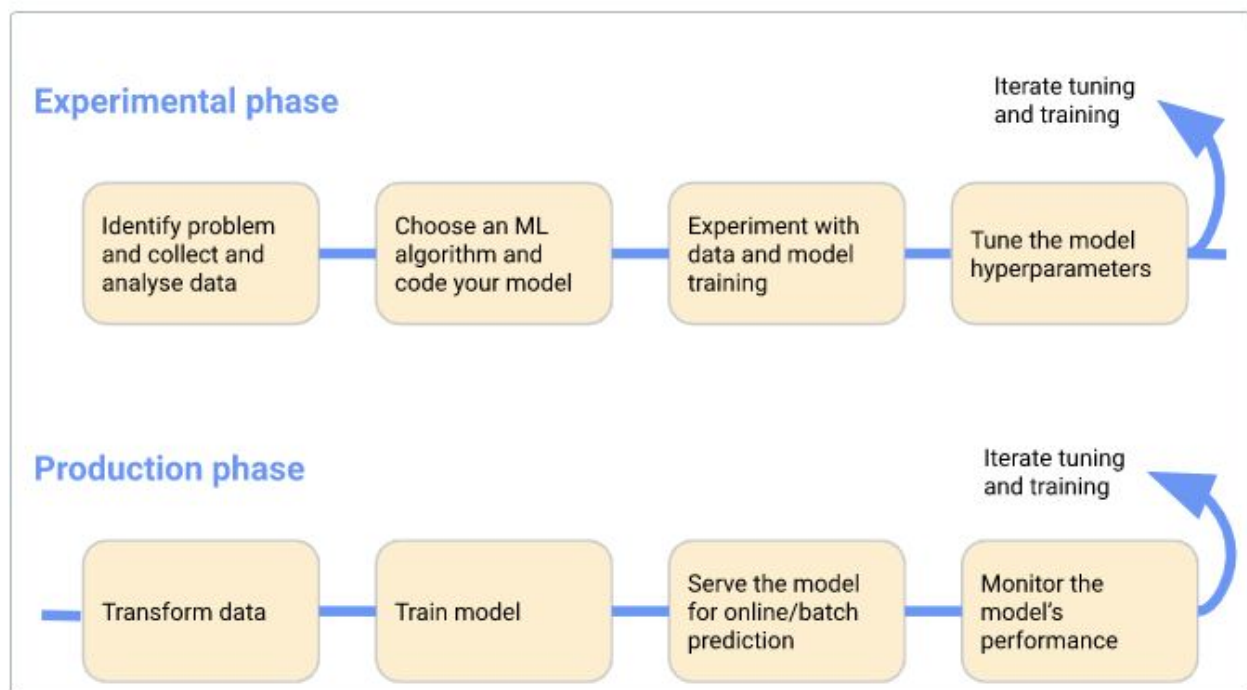 Experimental phase
Iterate tuning
and training
Identify problem
and collect and
analyse data
Choose an ML
algorithm and
code your model
Experiment with
data and model
training
Tune the model
hyperparameters
Production phase
Iterate tuning
and training
Transform data
Train model
Serve the model
for online/batch
prediction
Monitor the
model's
performance